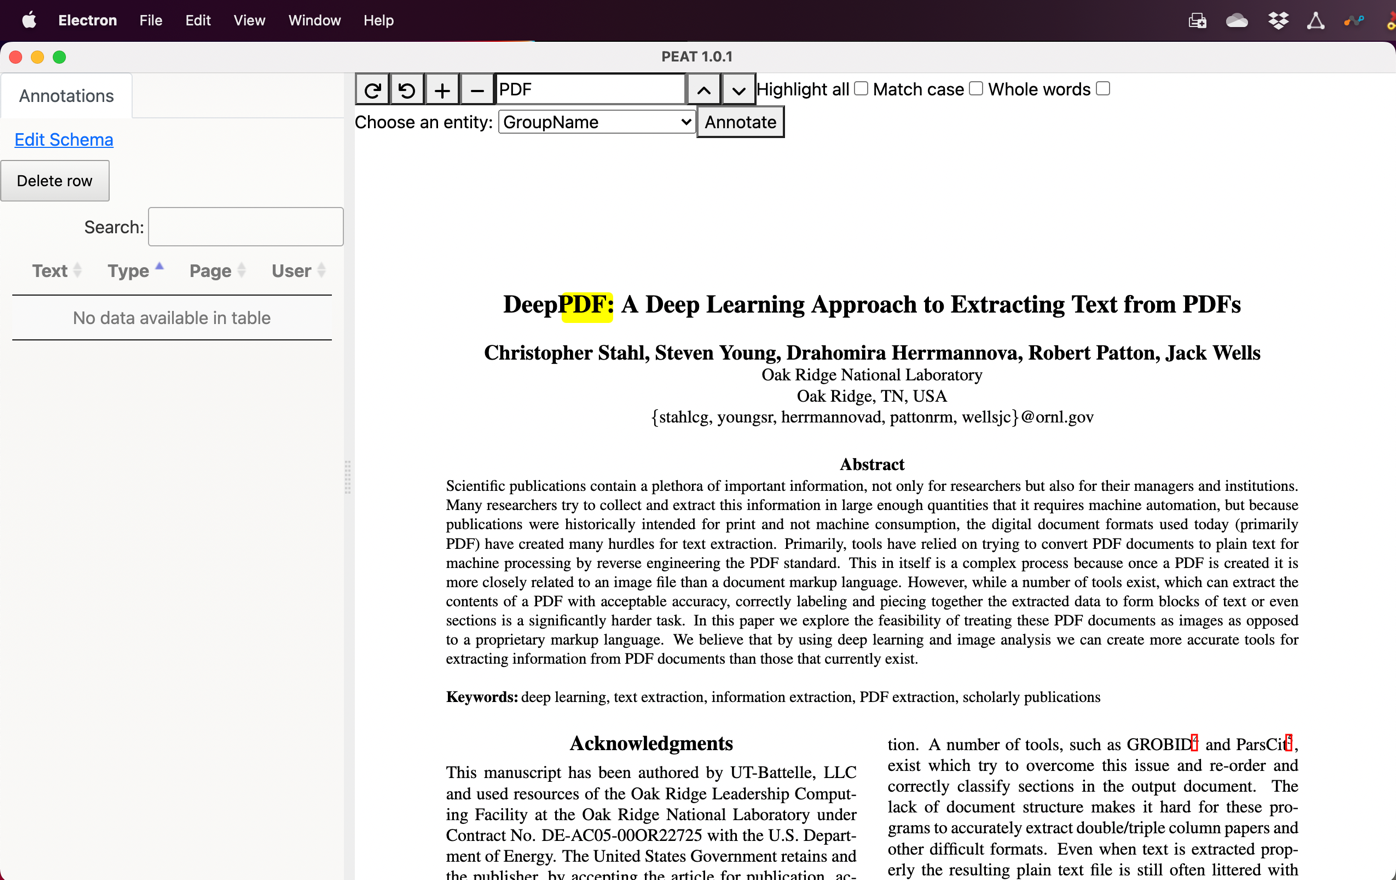 Electron File Edit View Window Help
PEAT 1.0.1
Annotations
Edit Schema
Delete row
Search:
Text Type Page User
No data available in table
PDF Highlight all Match case Whole words
Choose an entity: GroupName Annotate
DeepPDF: A Deep Learning Approach to Extracting Text from PDFs
Christopher Stahl, Steven Young, Drahomira Herrmannova, Robert Patton, Jack Wells
Oak Ridge National Laboratory
Oak Ridge, TN, USA
{stahlcg, youngsr, herrmannovad, pattonrm, wellsjc}@ornl.gov
Abstract
Scientific publications contain a plethora of important information, not only for researchers but also for their managers and institutions.
Many researchers try to collect and extract this information in large enough quantities that it requires machine automation, but because
publications were historically intended for print and not machine consumption, the digital document formats used today (primarily
PDF) have created many hurdles for text extraction. Primarily, tools have relied on trying to convert PDF documents to plain text for
machine processing by reverse engineering the PDF standard. This in itself is a complex process because once a PDF is created it is
more closely related to an image file than a document markup language. However, while a number of tools exist, which can extract the
contents of a PDF with acceptable accuracy, correctly labeling and piecing together the extracted data to form blocks of text or even
sections is a significantly harder task. In this paper we explore the feasibility of treating these PDF documents as images as opposed
to a proprietary markup language. We believe that by using deep learning and image analysis we can create more accurate tools for
extracting information from PDF documents than those that currently exist.
Keywords: deep learning, text extraction, information extraction, PDF extraction, scholarly publications
Acknowledgments
This manuscript has been authored by UT-Battelle, LLC
and used resources of the Oak Ridge Leadership Comput-
ing Facility at the Oak Ridge National Laboratory under
Contract No. DE-AC05-00OR22725 with the U.S. Depart-
ment of Energy. The United States Government retains and
the publisher, by accepting the article for publication, ac-
tion. A number of tools, such as GROBID and ParsCit,
exist which try to overcome this issue and re-order and
correctly classify sections in the output document. The
lack of document structure makes it hard for these pro-
grams to accurately extract double/triple column papers and
other difficult formats. Even when text is extracted prop-
erly the resulting plain text file is still often littered with